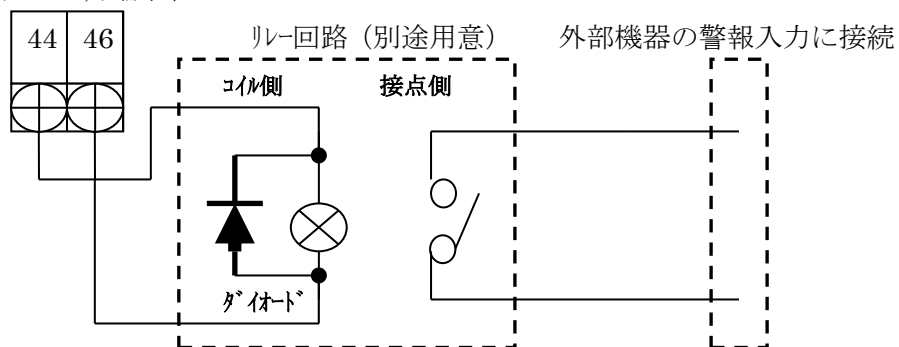 44 46
ﾘﾚｰ回路（別途用意）
外部機器の警報入力に接続
ｺｲﾙ側
接点側
ﾀﾞｲｵｰﾄﾞ